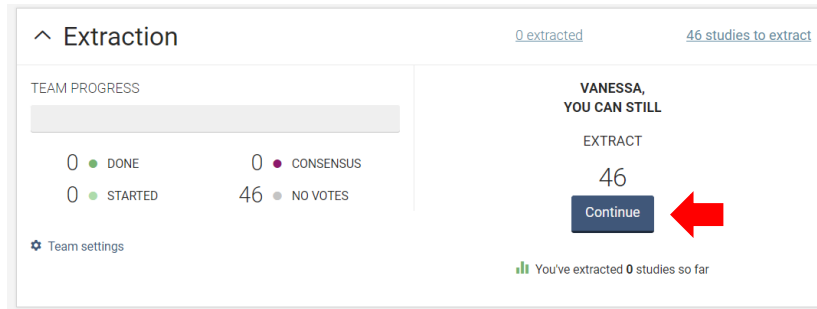 Extraction
0 extracted
46 studies to extract
TEAM PROGRESS
0 DONE
0 CONSENSUS
0 STARTED
46 NO VOTES
Team settings
VANESSA,
YOU CAN STILL
EXTRACT
46
Continue
You've extracted 0 studies so far